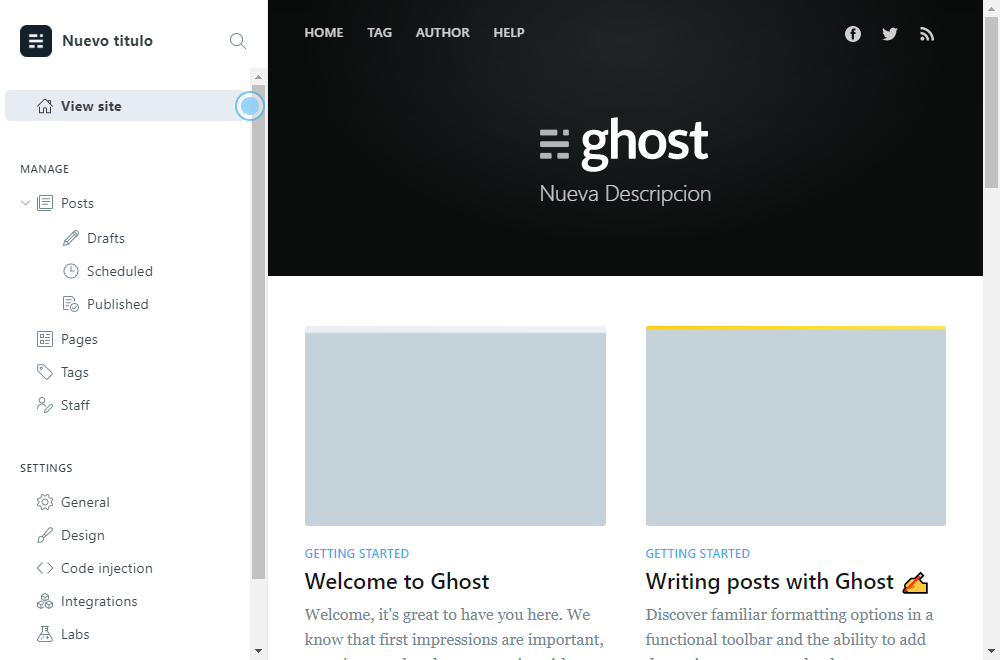 Nuevo titulo
View site
MANAGE
Posts
Drafts
Scheduled
Published
Pages
Tags
Staff
SETTINGS
General
Design
Code injection
Integrations
Labs
HOME TAG AUTHOR HELP
ghost
Nueva Descripcion
GETTING STARTED
Welcome to Ghost
Welcome, it's great to have you here. We
know that first impressions are important,
GETTING STARTED
Writing posts with Ghost ✍️
Discover familiar formatting options in a
functional toolbar and the ability to add